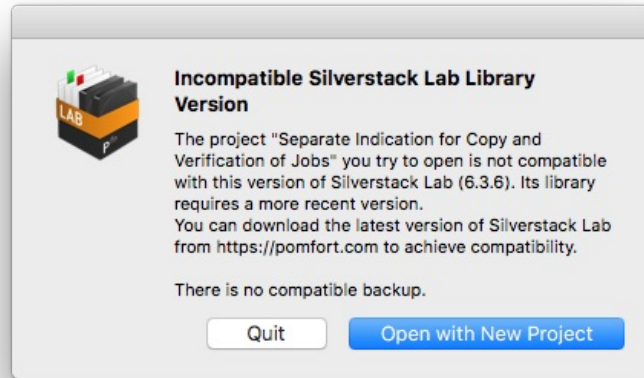 Incompatible Silverstack Lab Library
Version
The project "Separate Indication for Copy and
Verification of Jobs" you try to open is not compatible
with this version of Silverstack Lab (6.3.6). Its library
requires a more recent version.
You can download the latest version of Silverstack Lab
from https://pomfort.com to achieve compatibility.
There is no compatible backup.
Quit
Open with New Project
LAB
P